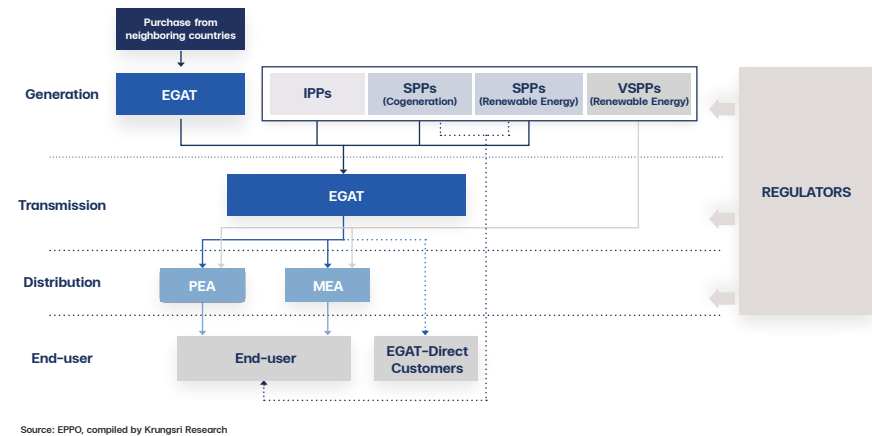 Purchase from
neighboring countries
Generation
EGAT
IPPs
SPPs
(Cogeneration)
SPPs
(Renewable Energy)
VSPPs
(Renewable Energy)
REGULATORS
Transmission
EGAT
Distribution
PEA
MEA
End-user
End-user
EGAT-Direct
Customers
Source: EPPO, compiled by Krungsri Research